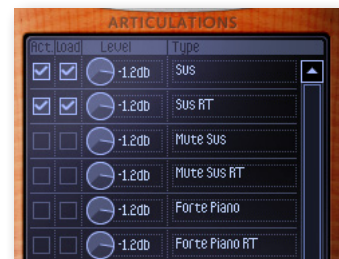 ARTICULATIONS
Act. Load Level Type
-1.2db Sus
-1.2db Sus RT
-1.2db Mute Sus
-1.2db Mute Sus RT
-1.2db Forte Piano
-1.2db Forte Piano RT